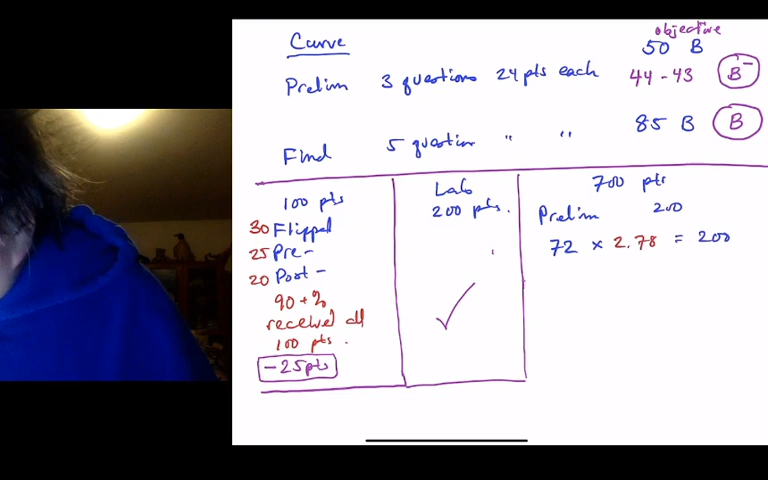 objective
Curve 50 B
Prelim 3 questions 24 pts each 44-43 B-
Final 5 question " " 85 B B
100 pts
30 Flipped
25 Pre-
20 Post-
90+%
received all
100 pts.
-25pts
Lab
200 pts.
✓
700 pts
Prelim 200
72 × 2.78 = 200